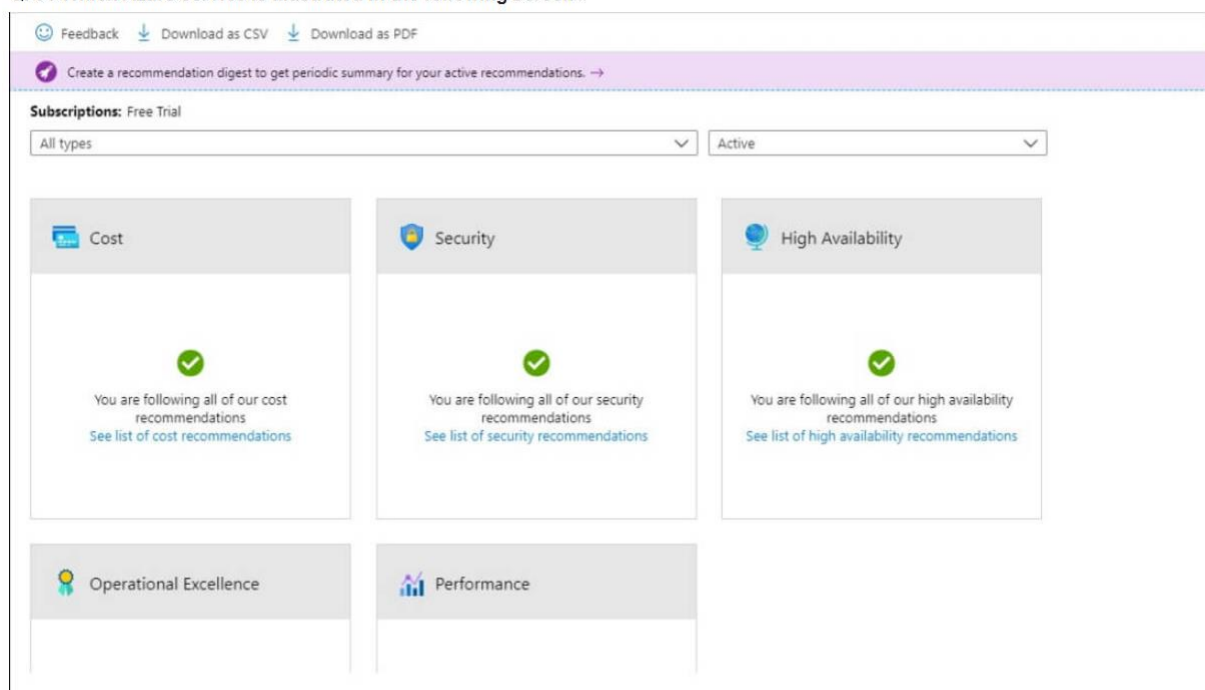 Feedback Download as CSV Download as PDF
Create a recommendation digest to get periodic summary for your active recommendations. →
Subscriptions: Free Trial
All types Active
Cost Security High Availability
You are following all of our cost recommendations
See list of cost recommendations
You are following all of our security recommendations
See list of security recommendations
You are following all of our high availability recommendations
See list of high availability recommendations
Operational Excellence Performance